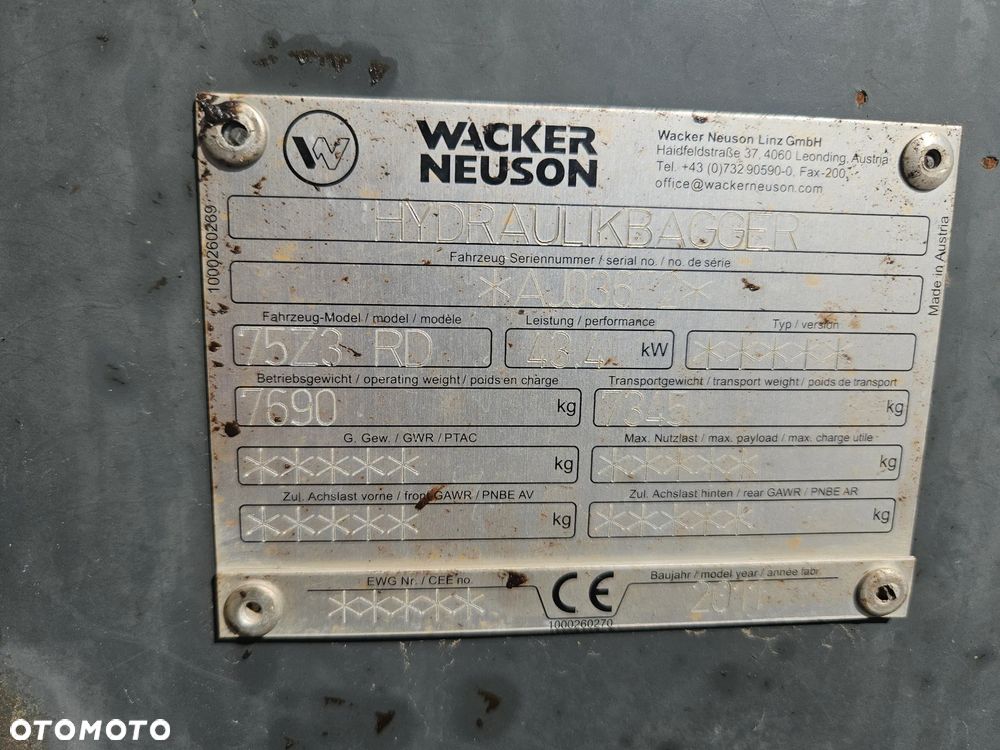 WACKER
NEUSON
Wacker Neuson Linz GmbH
Haidfeldstraße 37, 4060 Leonding, Austria
Tel. +43 (0)732 90590-0, Fax-200,
office@wackerneuson.com
HYDRAULIKBAGGER
Fahrzeug-Seriennummer / serial no. / no. de série
*AJ036 *
Fahrzeug-Model / model / modèle
Leistung / performance
Typ / version
75Z3 RD
48.4 kW
*****
Betriebsgewicht / operating weight / poids en charge
Transportgewicht / transport weight / poids de transport
7690 kg
7345 kg
G. Gew. / GWR / PTAC
Max. Nutzlast / max. payload / max. charge utile
***** kg
***** kg
Zul. Achslast vorne / front GAWR / PNBE AV
Zul. Achslast hinten / rear GAWR / PNBE AR
***** kg
***** kg
EWG Nr. / CEE no.
*****
CE
Baujahr / model year / année fabr.
2011
1000260270
1000260269
Made in Austria
OTOMOTO